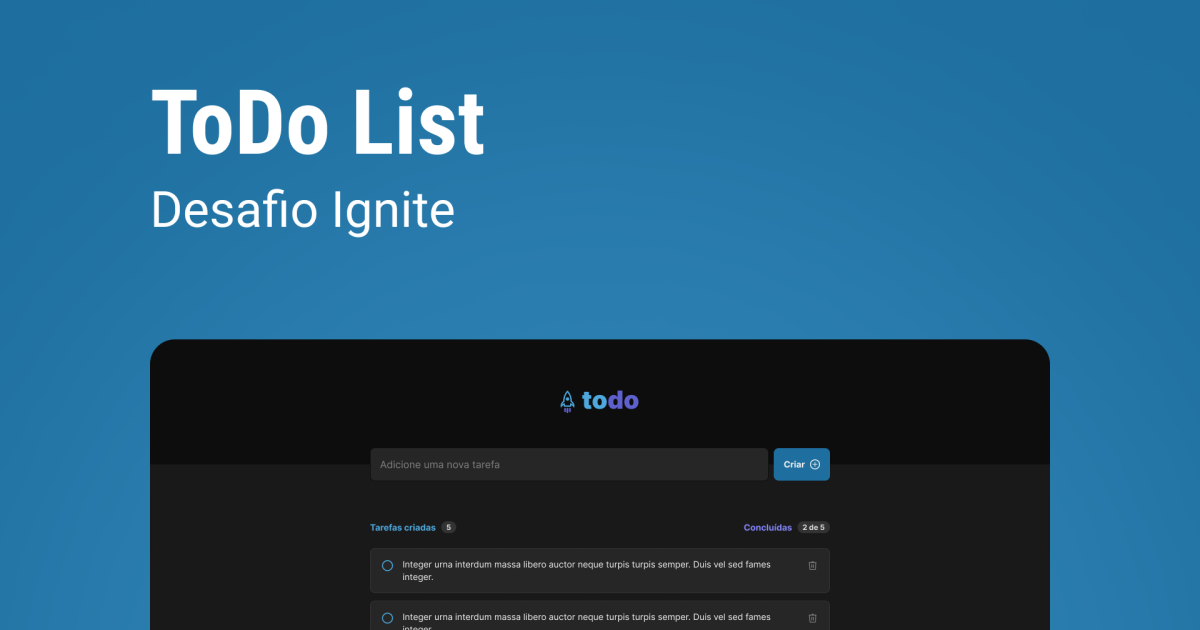 ToDo List
Desafio Ignite
todo
Adicione uma nova tarefa
Criar
Tarefas criadas 5
Concluídas 2 de 5
Integer urna interdum massa libero auctor neque turpis turpis semper. Duis vel sed fames
integer.
Integer urna interdum massa libero auctor neque turpis turpis semper. Duis vel sed fames
integer.